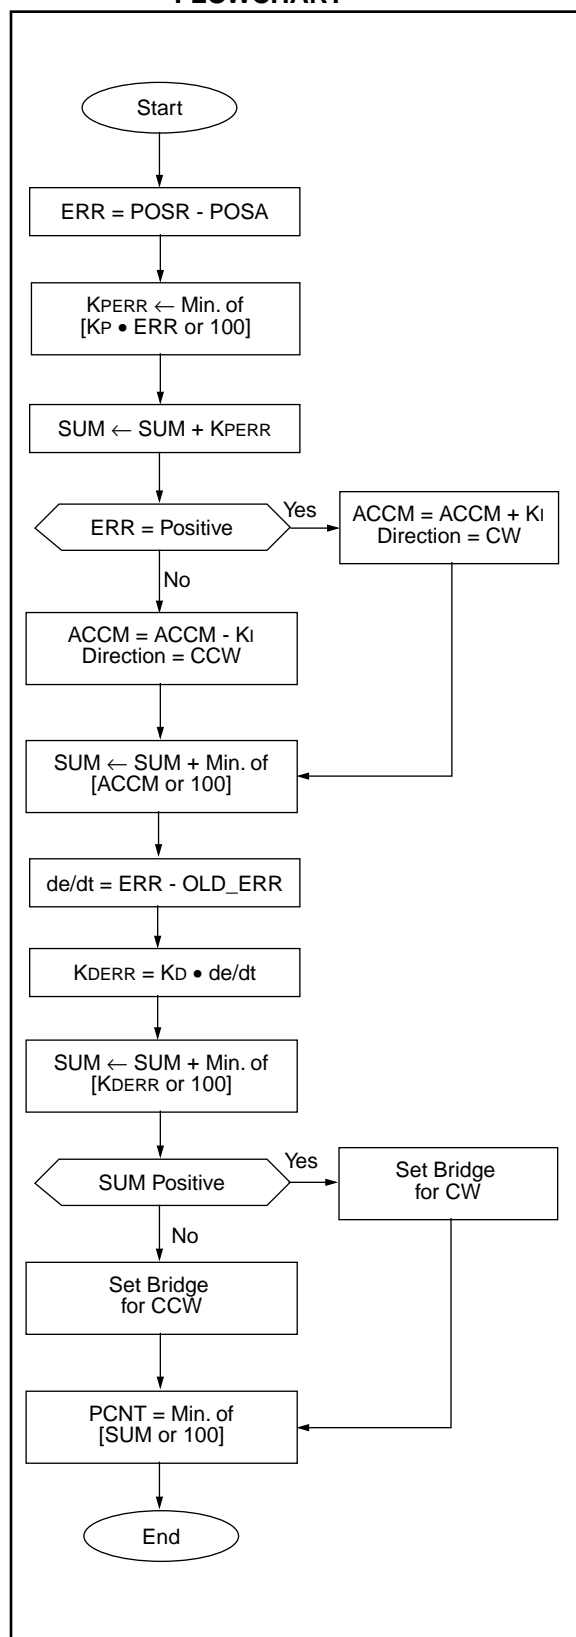 FLOWCHART
Start
ERR = POSR - POSA
KPERR ← Min. of
[KP • ERR or 100]
SUM ← SUM + KPERR
ERR = Positive
Yes
ACCM = ACCM + KI
Direction = CW
No
ACCM = ACCM - KI
Direction = CCW
SUM ← SUM + Min. of
[ACCM or 100]
de/dt = ERR - OLD_ERR
KDERR = KD • de/dt
SUM ← SUM + Min. of
[KDERR or 100]
SUM Positive
Yes
Set Bridge
for CW
No
Set Bridge
for CCW
PCNT = Min. of
[SUM or 100]
End